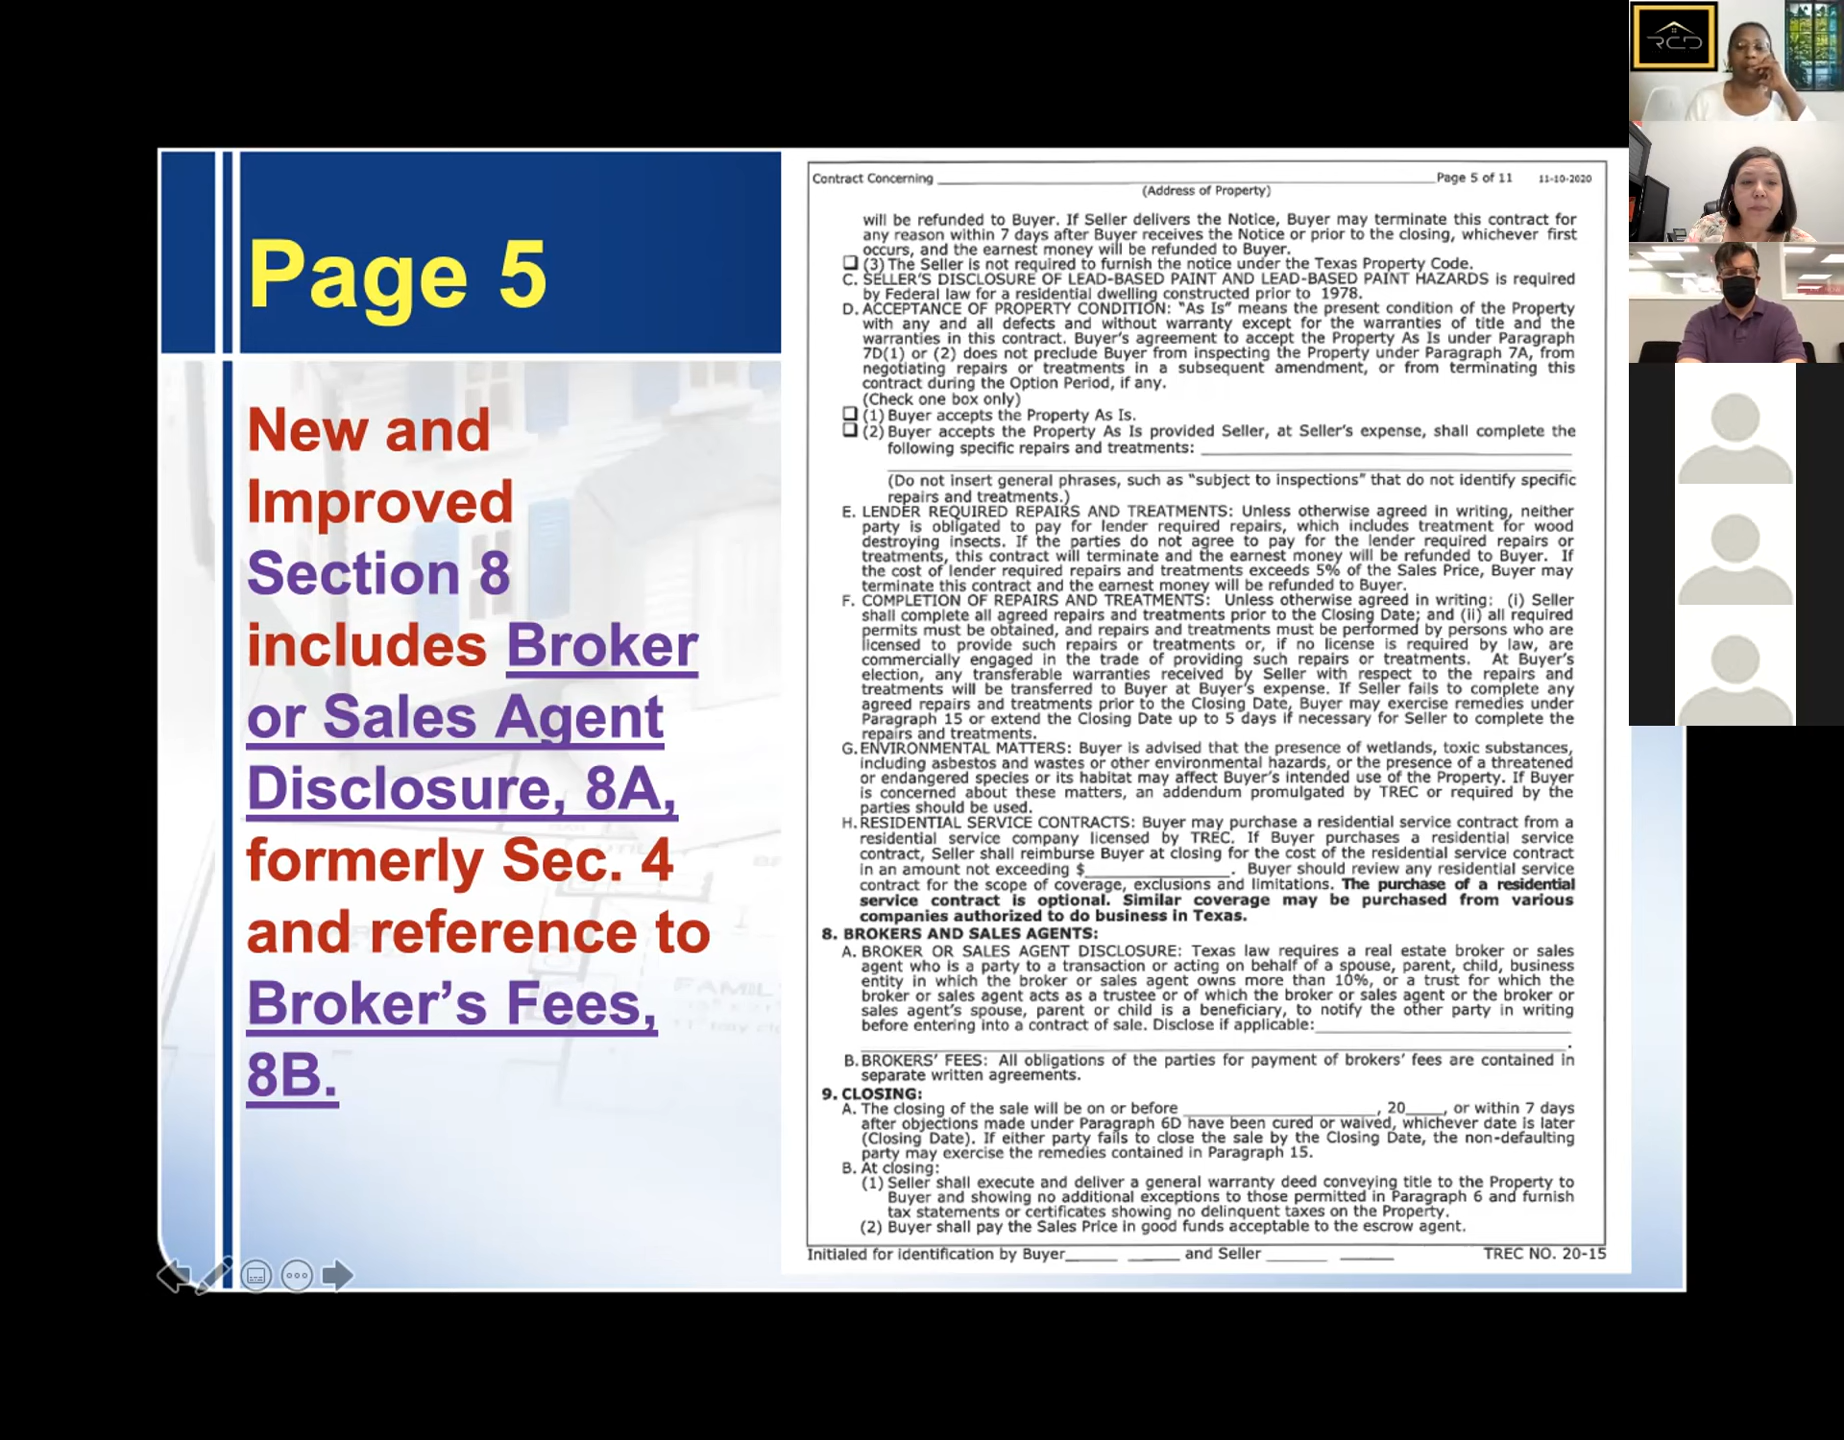 RCD
Page 5
New and
Improved
Section 8
includes Broker
or Sales Agent
Disclosure, 8A,
formerly Sec. 4
and reference to
Broker’s Fees,
8B.
Contract Concerning ____ Page 5 of 11 11-10-2020
(Address of Property)
will be refunded to Buyer. If Seller delivers the Notice, Buyer may terminate this contract for
any reason within 7 days after Buyer receives the Notice or prior to the closing, whichever first
occurs, and the earnest money will be refunded to Buyer.
(3) The Seller is not required to furnish the notice under the Texas Property Code.
C. SELLER’S DISCLOSURE OF LEAD-BASED PAINT AND LEAD-BASED PAINT HAZARDS is required
by Federal law for a residential dwelling constructed prior to 1978.
D. ACCEPTANCE OF PROPERTY CONDITION: “As Is” means the present condition of the Property
with any and all defects and without warranty except for the warranties of title and the
warranties in this contract. Buyer’s agreement to accept the Property As Is under Paragraph
7D(1) or (2) does not preclude Buyer from inspecting the Property under Paragraph 7A, from
negotiating repairs or treatments in a subsequent amendment, or from terminating this
contract during the Option Period, if any.
(Check one box only)
(1) Buyer accepts the Property As Is.
(2) Buyer accepts the Property As Is provided Seller, at Seller’s expense, shall complete the
following specific repairs and treatments: ____
(Do not insert general phrases, such as “subject to inspections” that do not identify specific
repairs and treatments.)
E. LENDER REQUIRED REPAIRS AND TREATMENTS: Unless otherwise agreed in writing, neither
party is obligated to pay for lender required repairs, which includes treatment for wood
destroying insects. If the parties do not agree to pay for the lender required repairs or
treatments, this contract will terminate and the earnest money will be refunded to Buyer. If
the cost of lender required repairs and treatments exceeds 5% of the Sales Price, Buyer may
terminate this contract and the earnest money will be refunded to Buyer.
F. COMPLETION OF REPAIRS AND TREATMENTS: Unless otherwise agreed in writing: (i) Seller
shall complete all agreed repairs and treatments prior to the Closing Date; and (ii) all required
permits must be obtained, and repairs and treatments must be performed by persons who are
licensed to provide such repairs or treatments or, if no license is required by law, are
commercially engaged in the trade of providing such repairs or treatments. At Buyer’s
election, any transferable warranties received by Seller with respect to the repairs and
treatments will be transferred to Buyer at Buyer’s expense. If Seller fails to complete any
agreed repairs and treatments prior to the Closing Date, Buyer may exercise remedies under
Paragraph 15 or extend the Closing Date up to 5 days if necessary for Seller to complete the
repairs and treatments.
G. ENVIRONMENTAL MATTERS: Buyer is advised that the presence of wetlands, toxic substances,
including asbestos and wastes or other environmental hazards, or the presence of a threatened
or endangered species or its habitat may affect Buyer’s intended use of the Property. If Buyer
is concerned about these matters, an addendum promulgated by TREC or required by the
parties should be used.
H. RESIDENTIAL SERVICE CONTRACTS: Buyer may purchase a residential service contract from a
residential service company licensed by TREC. If Buyer purchases a residential service
contract, Seller shall reimburse Buyer at closing for the cost of the residential service contract
in an amount not exceeding $____. Buyer should review any residential service
contract for the scope of coverage, exclusions and limitations. The purchase of a residential
service contract is optional. Similar coverage may be purchased from various
companies authorized to do business in Texas.
8. BROKERS AND SALES AGENTS:
A. BROKER OR SALES AGENT DISCLOSURE: Texas law requires a real estate broker or sales
agent who is a party to a transaction or acting on behalf of a spouse, parent, child, business
entity in which the broker or sales agent owns more than 10%, or a trust for which the
broker or sales agent acts as a trustee or of which the broker or sales agent or the broker or
sales agent’s spouse, parent or child is a beneficiary, to notify the other party in writing
before entering into a contract of sale. Disclose if applicable:____
____.
B. BROKERS’ FEES: All obligations of the parties for payment of brokers’ fees are contained in
separate written agreements.
9. CLOSING:
A. The closing of the sale will be on or before ____, 20____, or within 7 days
after objections made under Paragraph 6D have been cured or waived, whichever date is later
(Closing Date). If either party fails to close the sale by the Closing Date, the non-defaulting
party may exercise the remedies contained in Paragraph 15.
B. At closing:
(1) Seller shall execute and deliver a general warranty deed conveying title to the Property to
Buyer and showing no additional exceptions to those permitted in Paragraph 6 and furnish
tax statements or certificates showing no delinquent taxes on the Property.
(2) Buyer shall pay the Sales Price in good funds acceptable to the escrow agent.
Initialed for identification by Buyer____ ____ and Seller ____ ____ TREC NO. 20-15